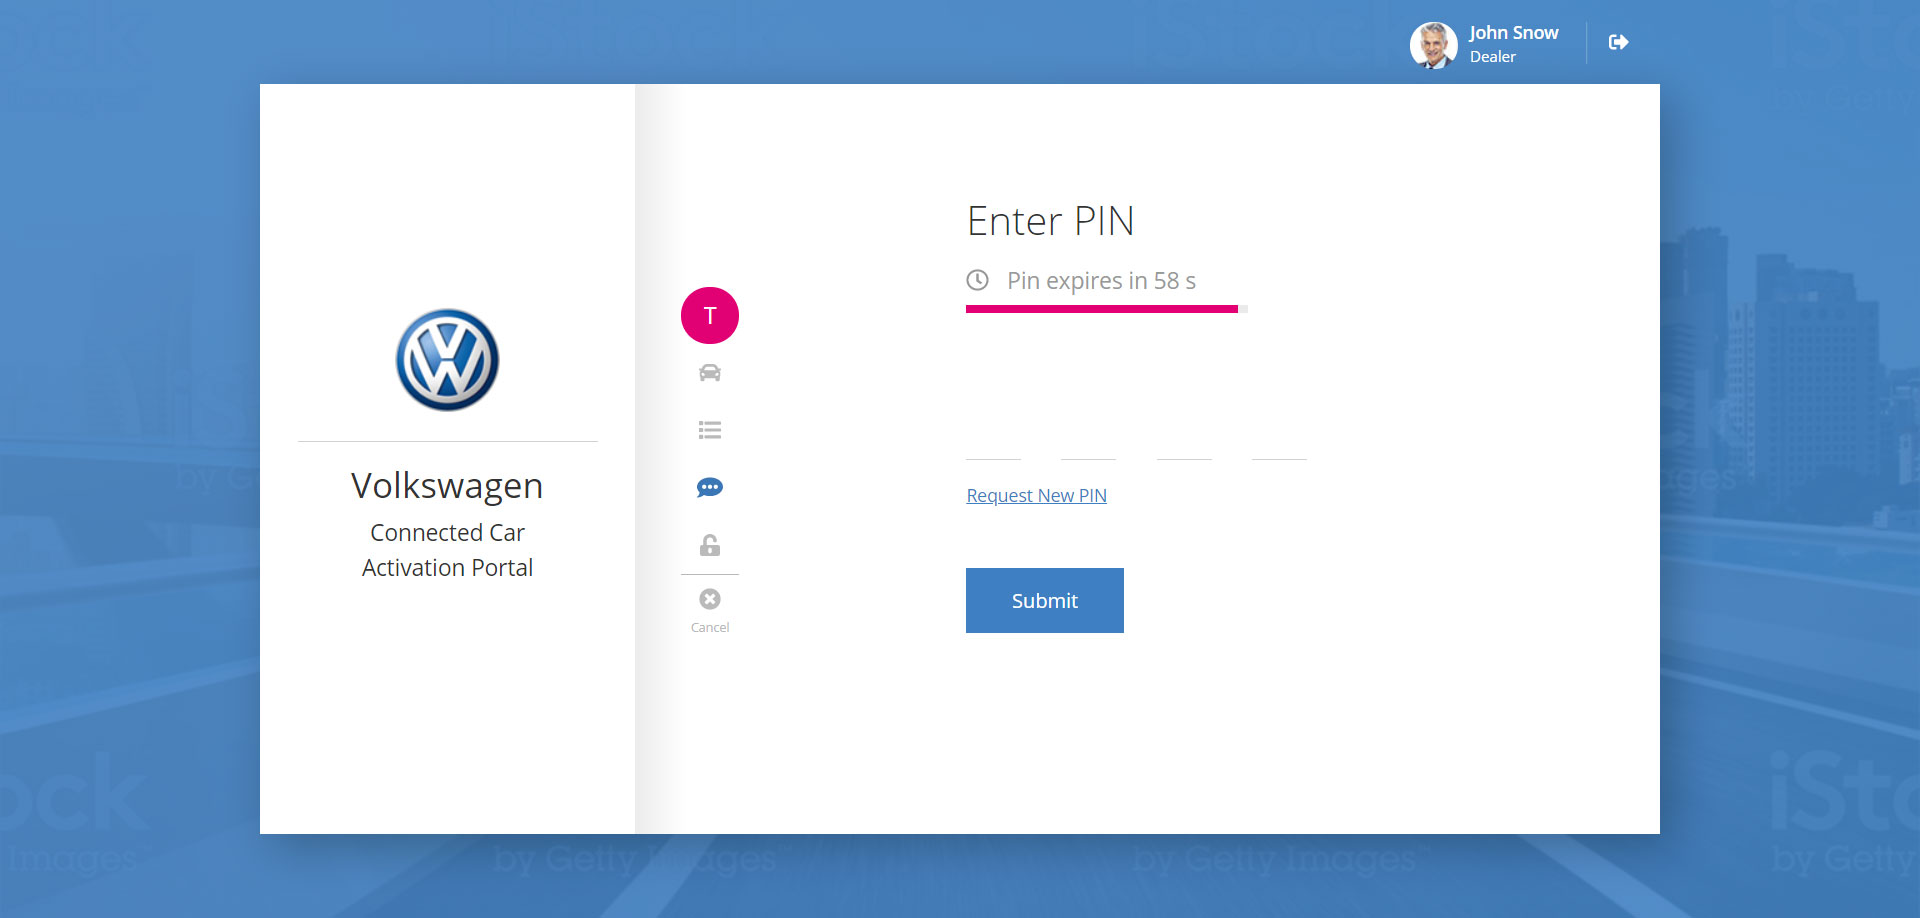 John Snow
Dealer
Volkswagen
Connected Car
Activation Portal
T
Cancel
Enter PIN
Pin expires in 58 s
Request New PIN
Submit
iStock
by Getty Images™